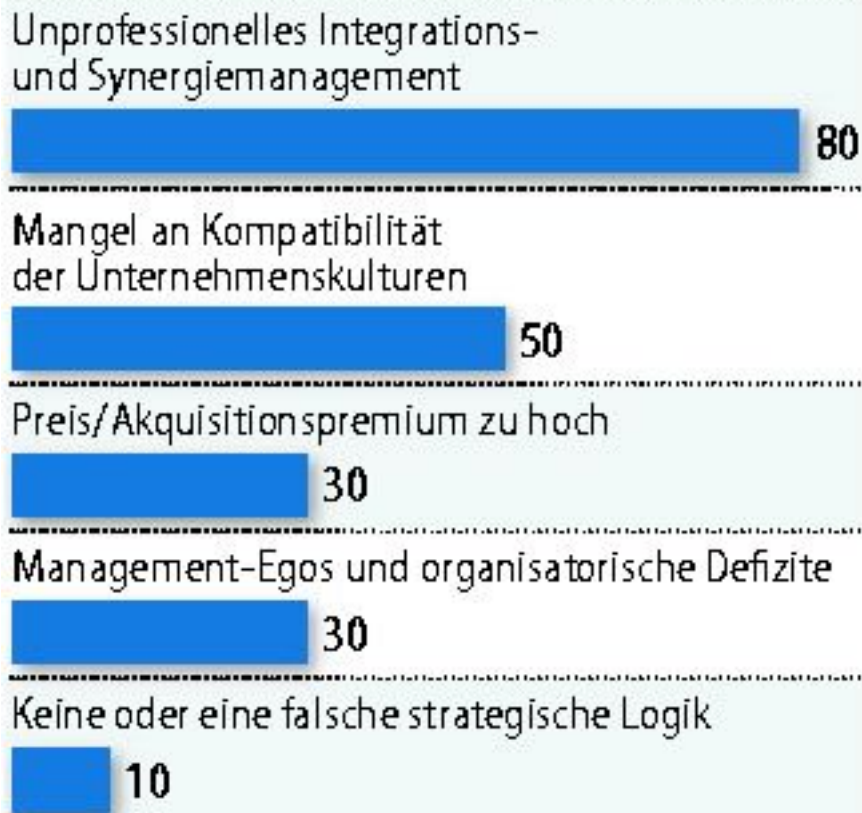 Unprofessionelles Integrations-
und Synergiemanagement
80
Mangel an Kompatibilität
der Unternehmenskulturen
50
Preis/Akquisitionspremium zu hoch
30
Management-Egos und organisatorische Defizite
30
Keine oder eine falsche strategische Logik
10